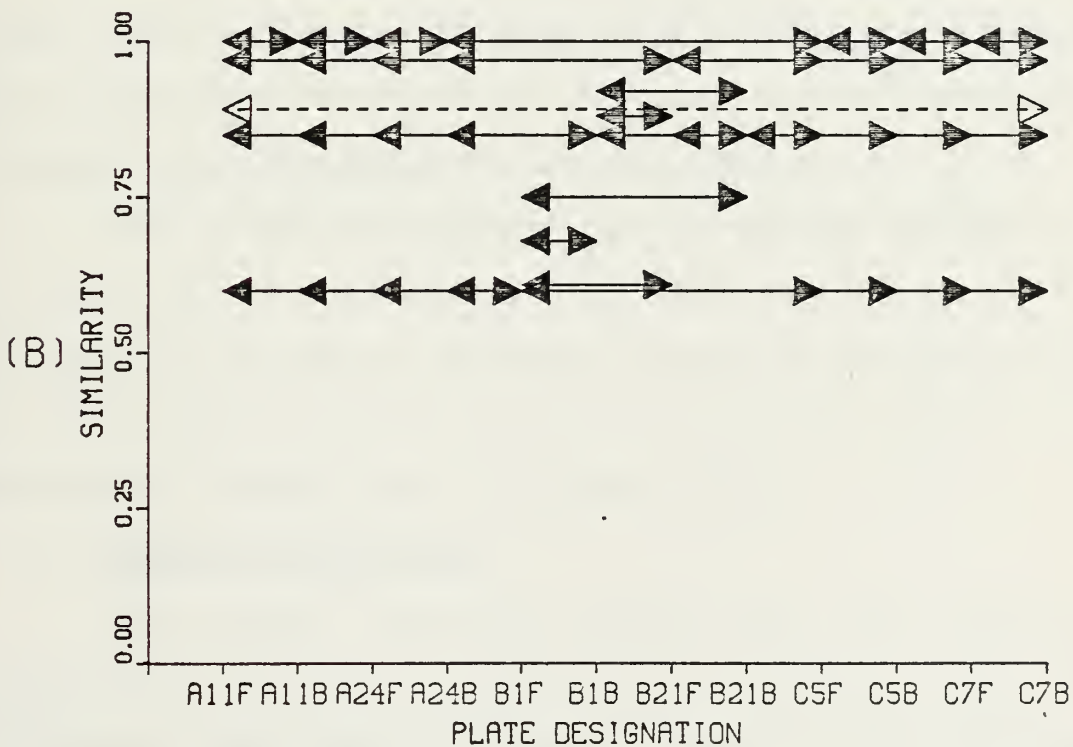 (B)
SIMILARITY
1.00
0.75
0.50
0.25
0.00
A11F A11B A24F A24B B1F B1B B21F B21B C5F C5B C7F C7B
PLATE DESIGNATION